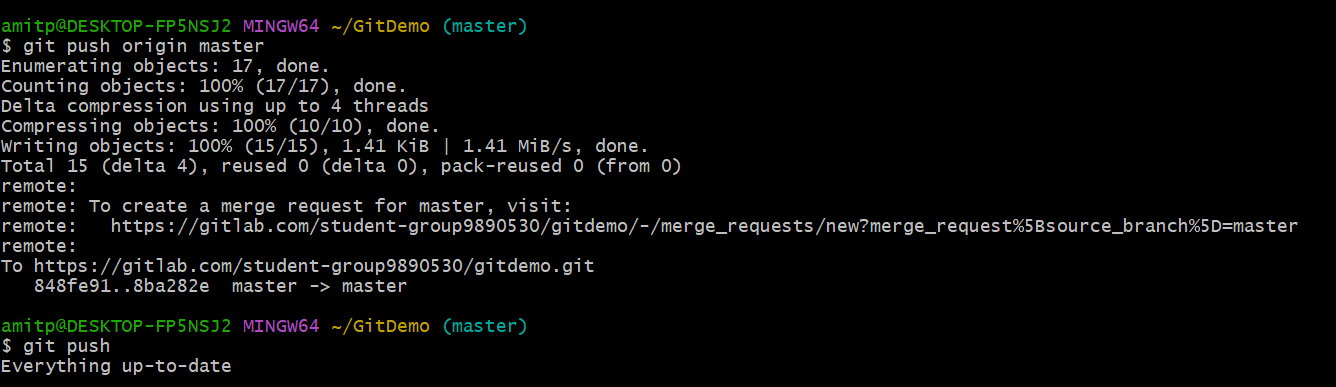 amitp@DESKTOP-FP5NSJ2 MINGW64 ~/GitDemo (master)
$ git push origin master
Enumerating objects: 17, done.
Counting objects: 100% (17/17), done.
Delta compression using up to 4 threads
Compressing objects: 100% (10/10), done.
Writing objects: 100% (15/15), 1.41 KiB | 1.41 MiB/s, done.
Total 15 (delta 4), reused 0 (delta 0), pack-reused 0 (from 0)
remote:
remote: To create a merge request for master, visit:
remote:   https://gitlab.com/student-group9890530/gitdemo/-/merge_requests/new?merge_request%5Bsource_branch%5D=master
remote:
To https://gitlab.com/student-group9890530/gitdemo.git
   848fe91..8ba282e  master -> master
amitp@DESKTOP-FP5NSJ2 MINGW64 ~/GitDemo (master)
$ git push
Everything up-to-date